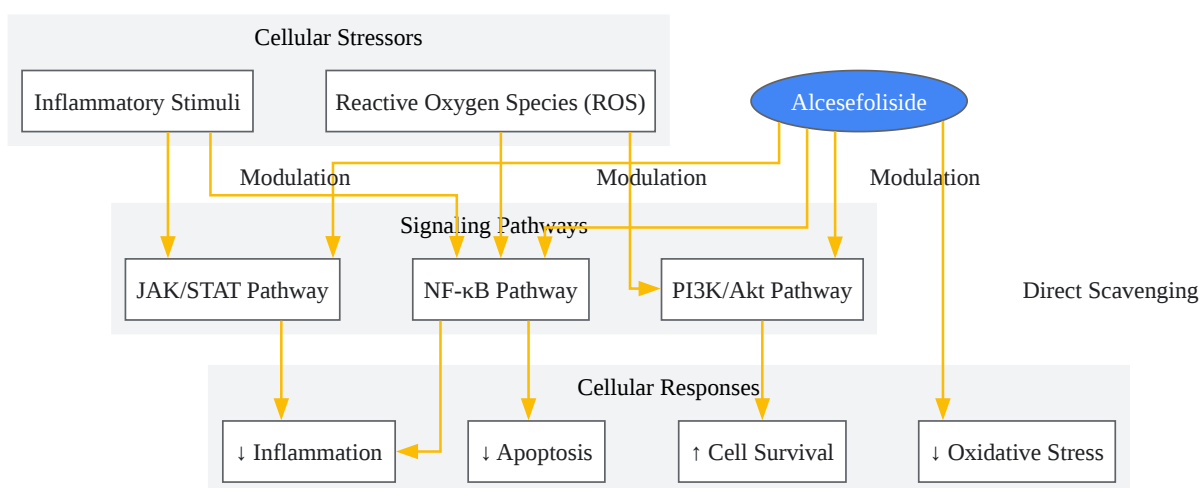 Cellular Stressors
Inflammatory Stimuli
Reactive Oxygen Species (ROS)
Alcesefoliside
Modulation
Modulation
Modulation
Signaling Pathways
JAK/STAT Pathway
NF-κB Pathway
PI3K/Akt Pathway
Direct Scavenging
Cellular Responses
↓ Inflammation
↓ Apoptosis
↑ Cell Survival
↓ Oxidative Stress